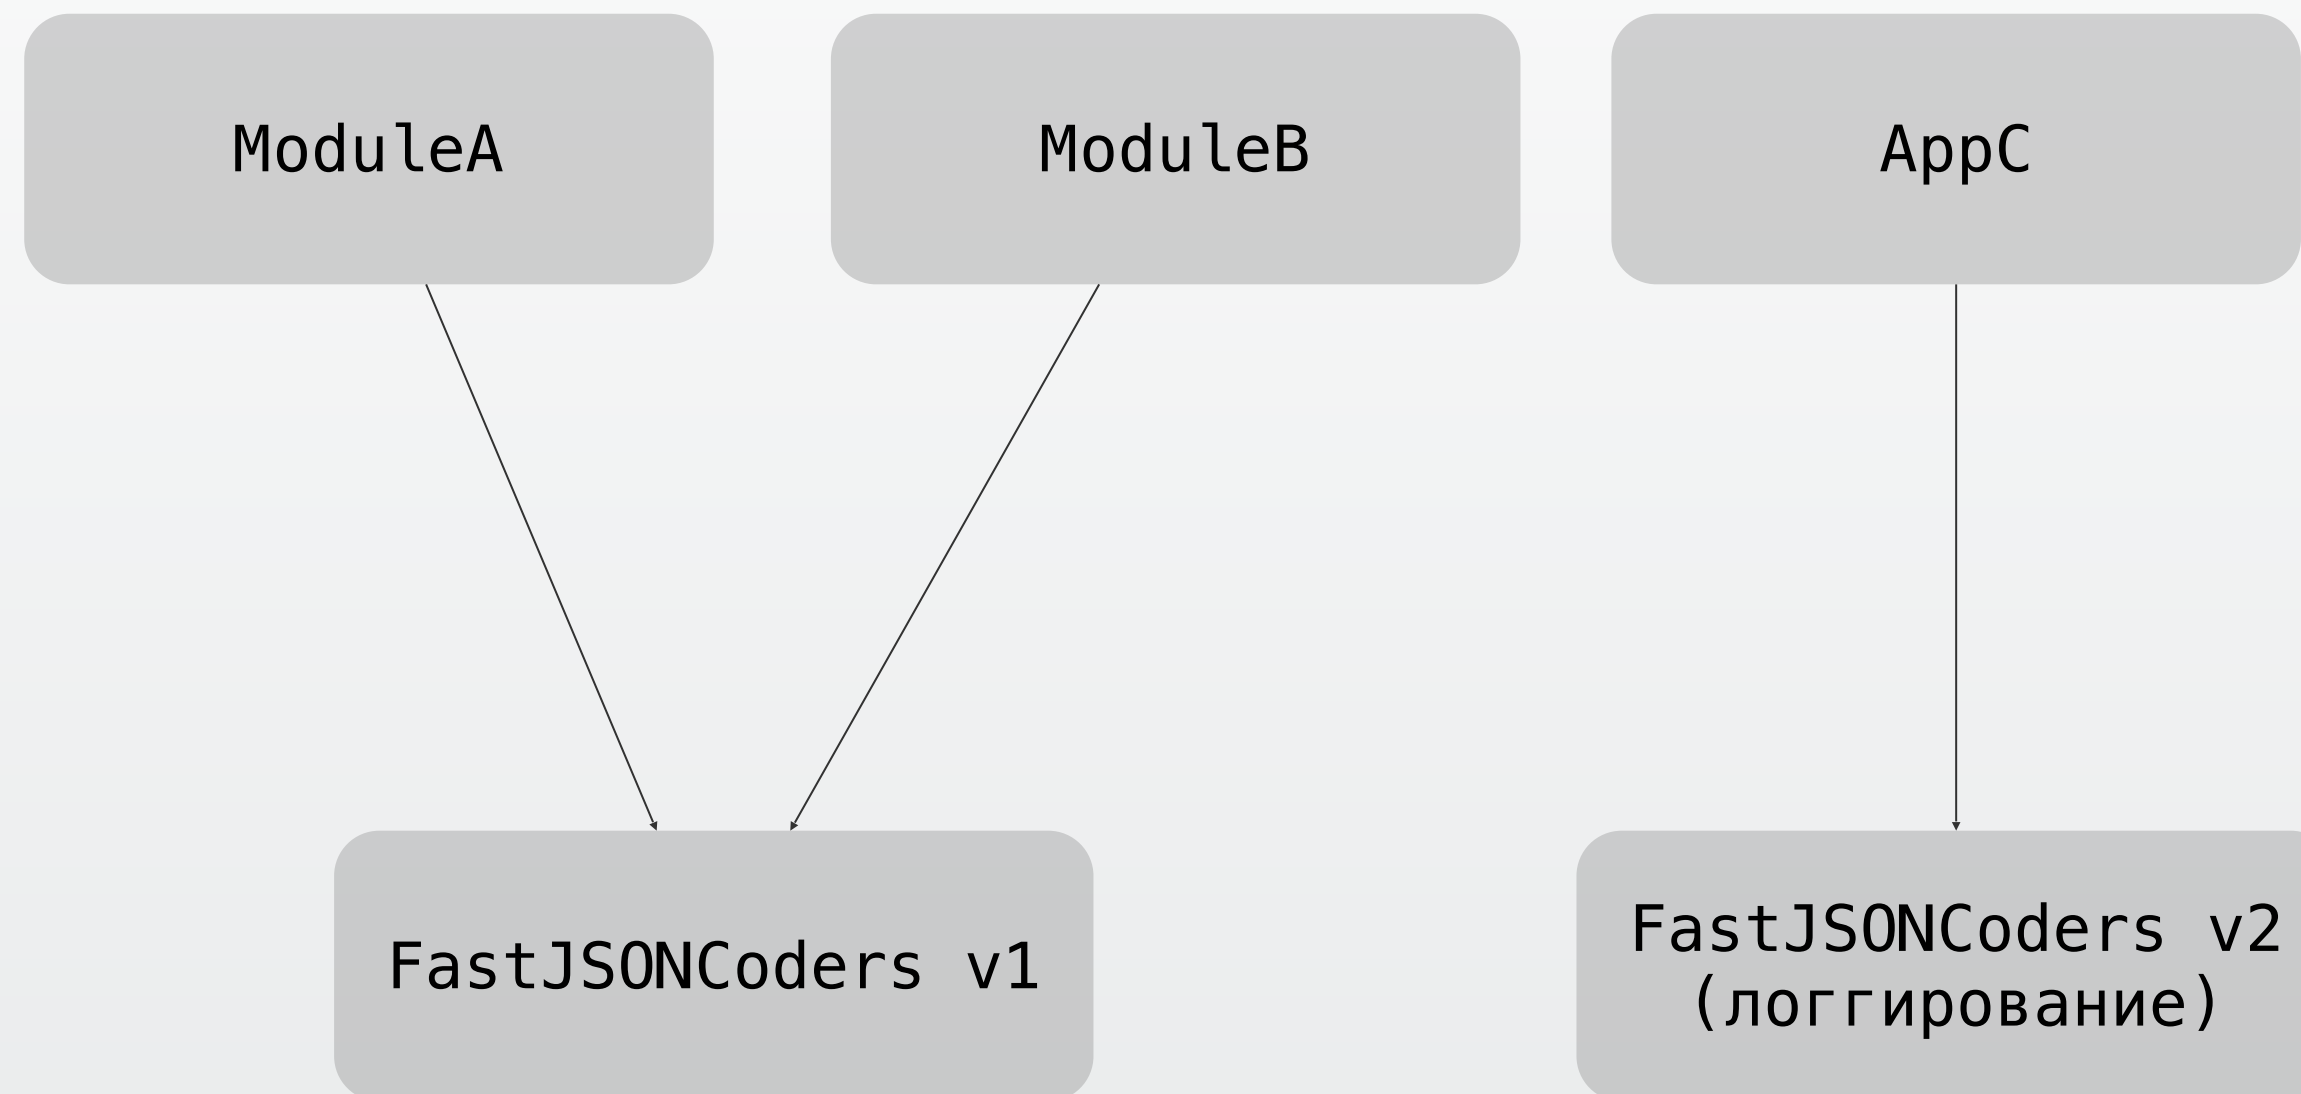 ModuleA
ModuleB
AppC
FastJSONCoders v1
FastJSONCoders v2
(логгирование)